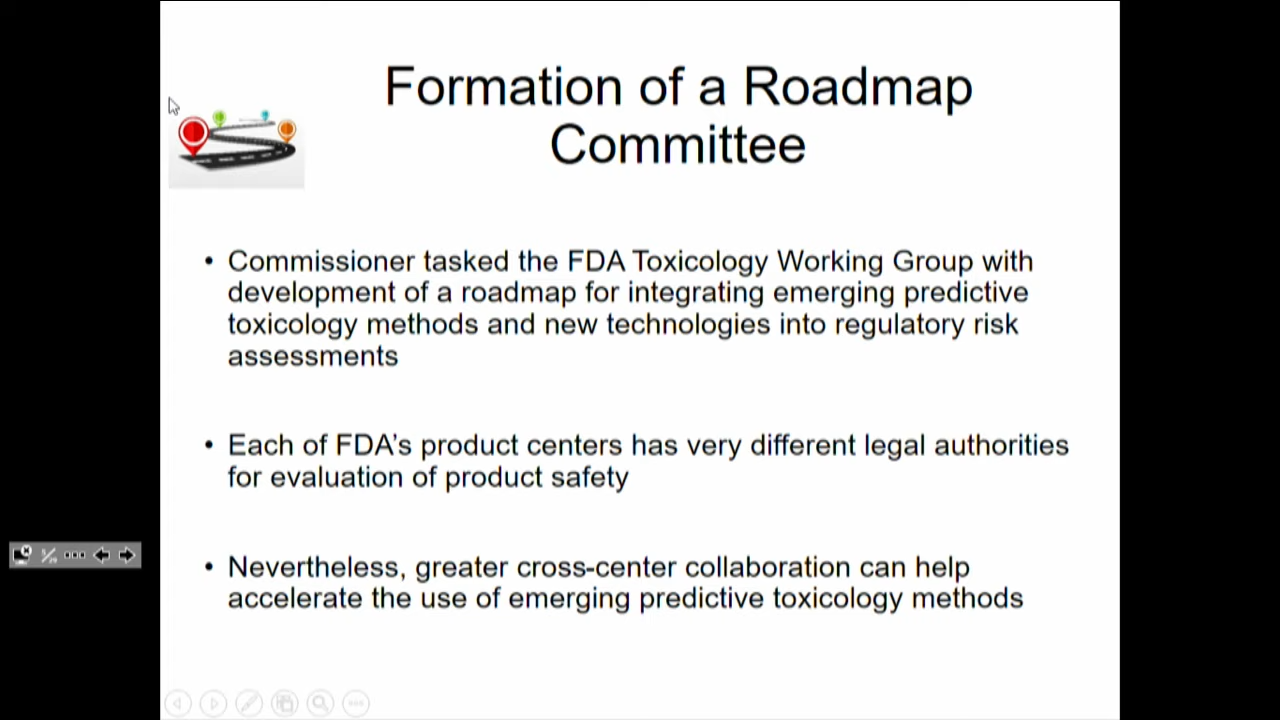 Formation of a Roadmap
Committee
• Commissioner tasked the FDA Toxicology Working Group with
development of a roadmap for integrating emerging predictive
toxicology methods and new technologies into regulatory risk
assessments
• Each of FDA’s product centers has very different legal authorities
for evaluation of product safety
• Nevertheless, greater cross-center collaboration can help
accelerate the use of emerging predictive toxicology methods